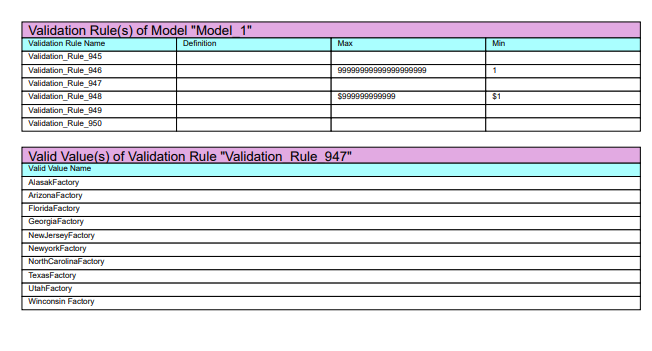 Validation Rule(s) of Model "Model_1"
Validation Rule Name Definition Max Min
Validation_Rule_945
Validation_Rule_946 99999999999999999999 1
Validation_Rule_947
Validation_Rule_948 $999999999999 $1
Validation_Rule_949
Validation_Rule_950
Valid Value(s) of Validation Rule "Validation_Rule_947"
Valid Value Name
AlasakFactory
ArizonaFactory
FloridaFactory
GeorgiaFactory
NewJerseyFactory
NewyorkFactory
NorthCarolinaFactory
TexasFactory
UtahFactory
Winconsin Factory